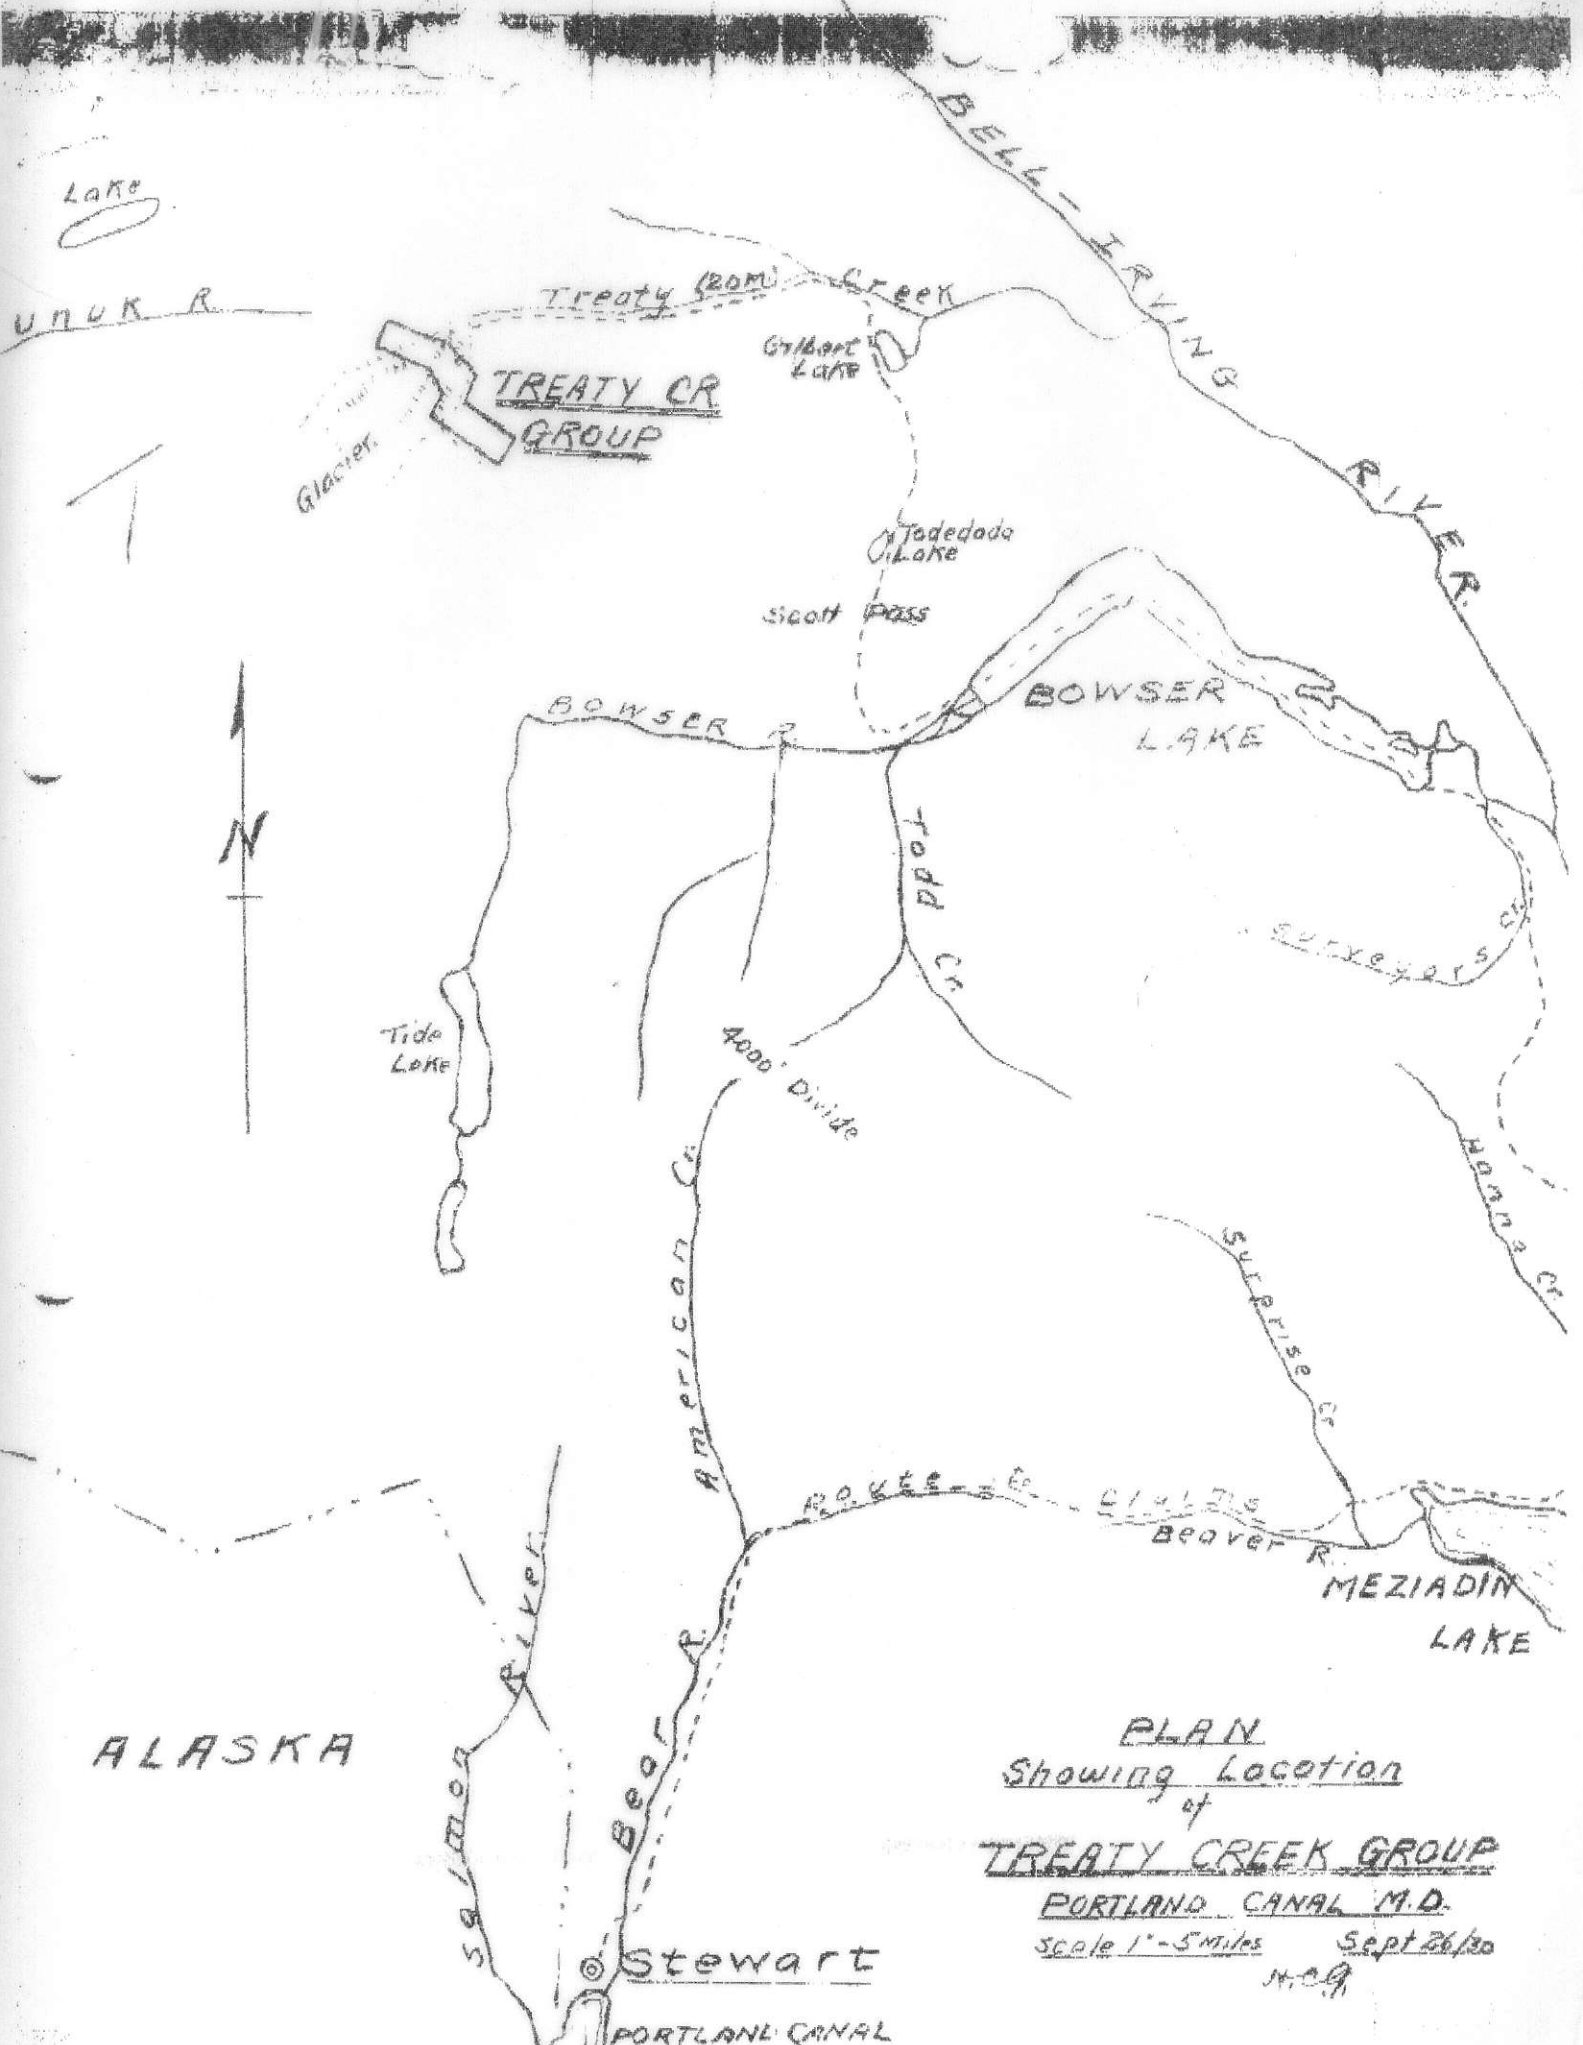 BELL-IRVING RIVER.
Lake
UNUK R.
Treaty (20M) Creek
Lake
TREATY CR
GROUP
Glacier.
Todedada
Lake
Scott Pass
BOWSER R.
BOWSER
LAKE
Todd Cr.
Surveyors Cr.
Tide
Lake
4000' Divide
American Cr.
Hanna Cr.
Surprise Cr.
Route to Claims
Beaver R.
MEZIADIN
LAKE
N
ALASKA
Salmon River
Bear R.
Stewart
PORTLAND CANAL
PLAN
Showing Location
of
TREATY CREEK GROUP
PORTLAND CANAL M.D.
Scale 1" - 5 Miles Sept 26/30